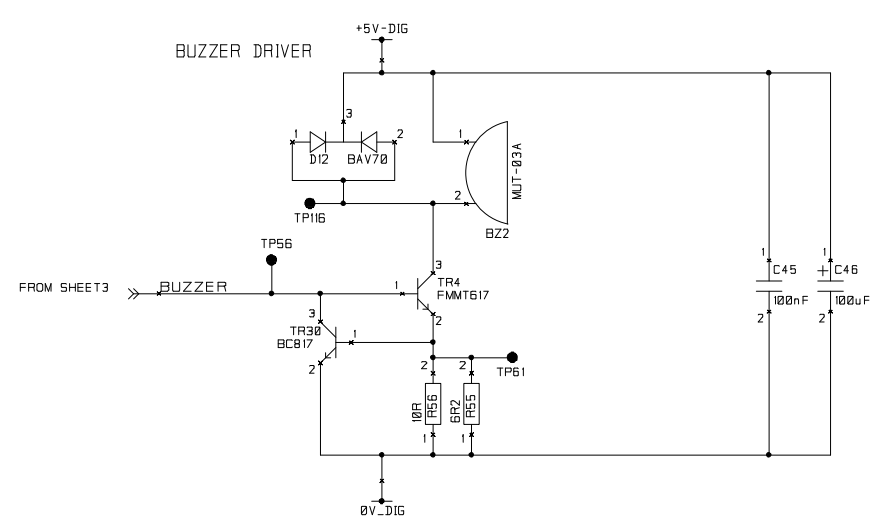 +5V-DIG
BUZZER DRIVER
3
1
2
1
D12
BAV70
MUT-03A
2
TP116
BZ2
TP56
1
1
3
C45
+
C46
TR4
FROM SHEET3
BUZZER
1
FMMT617
100nF
100uF
3
2
2
2
TR30
1
BC817
2
2
2
TP61
10R
R56
6R2
R55
1
1
0V_DIG